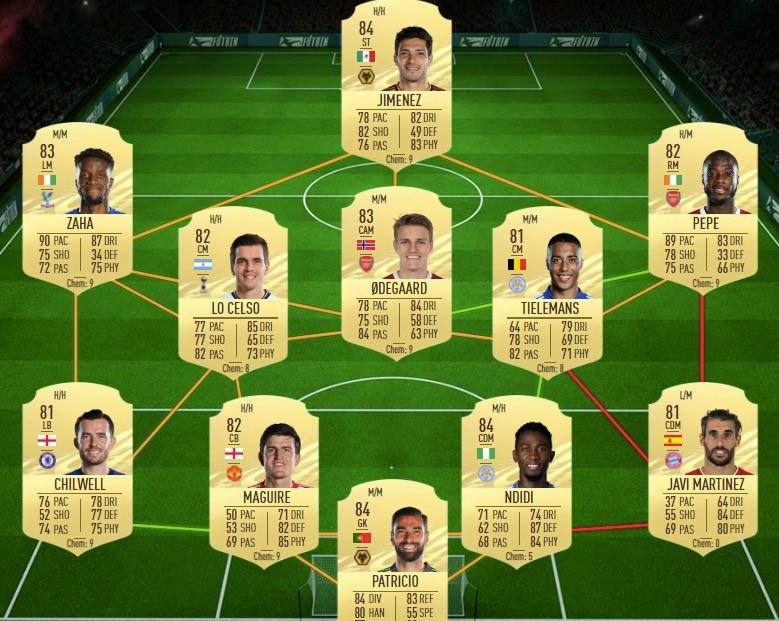 H/H
84
ST
JIMENEZ
78 PAC 82 DRI
82 SHO 49 DEF
76 PAS 83 PHY
Chem: 9
M/M
83
LM
ZAHA
90 PAC 87 DRI
75 SHO 34 DEF
72 PAS 75 PHY
Chem: 9
H/M
82
RM
PEPE
89 PAC 83 DRI
78 SHO 33 DEF
75 PAS 66 PHY
Chem: 9
H/H
82
CM
LO CELSO
77 PAC 85 DRI
77 SHO 65 DEF
82 PAS 73 PHY
Chem: 8
M/M
83
CAM
ØDEGAARD
78 PAC 84 DRI
75 SHO 58 DEF
84 PAS 63 PHY
Chem: 9
M/M
81
CM
TIELEMANS
64 PAC 79 DRI
78 SHO 69 DEF
82 PAS 71 PHY
Chem: 8
H/H
81
LB
CHILWELL
76 PAC 78 DRI
52 SHO 77 DEF
74 PAS 75 PHY
Chem: 9
H/H
82
CB
MAGUIRE
50 PAC 71 DRI
53 SHO 82 DEF
69 PAS 85 PHY
Chem: 9
M/H
84
CDM
NDIDI
71 PAC 74 DRI
62 SHO 87 DEF
68 PAS 84 PHY
Chem: 5
L/M
81
CDM
JAVI MARTINEZ
37 PAC 64 DRI
55 SHO 84 DEF
69 PAS 80 PHY
Chem: 0
M/M
84
GK
PATRICIO
84 DIV 83 REF
80 HAN 55 SPE